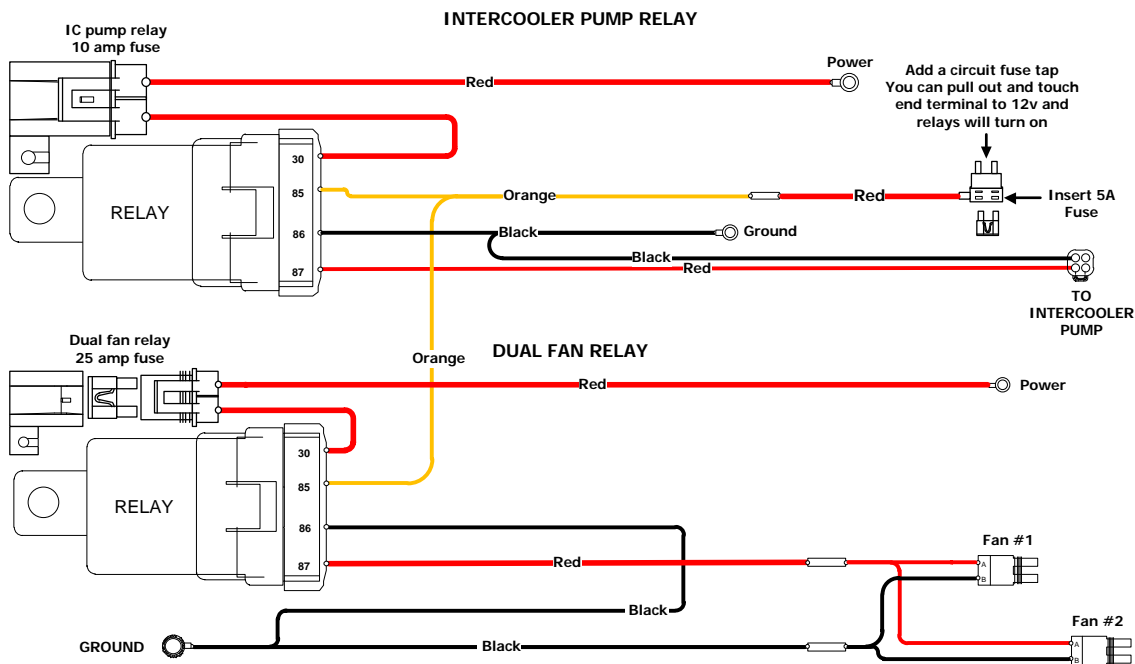 INTERCOOLER PUMP RELAY
IC pump relay
10 amp fuse
Red
Power
Add a circuit fuse tap
You can pull out and touch
end terminal to 12v and
relays will turn on
30
85
Orange
Red
Insert 5A
Fuse
RELAY
86
Black
Ground
Black
87
Red
TO
INTERCOOLER
PUMP
Dual fan relay
25 amp fuse
Orange
DUAL FAN RELAY
Red
Power
30
85
RELAY
86
87
Red
Fan #1
A
B
Black
Fan #2
GROUND
Black
A
B